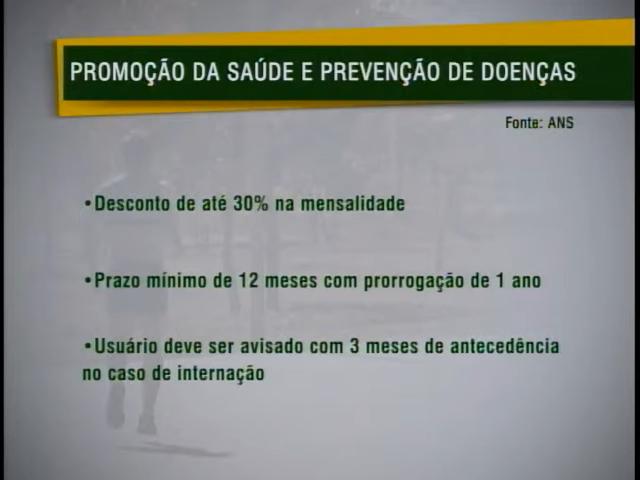 PROMOÇÃO DA SAÚDE E PREVENÇÃO DE DOENÇAS
Fonte: ANS
•Desconto de até 30% na mensalidade
•Prazo mínimo de 12 meses com prorrogação de 1 ano
•Usuário deve ser avisado com 3 meses de antecedência
no caso de internação